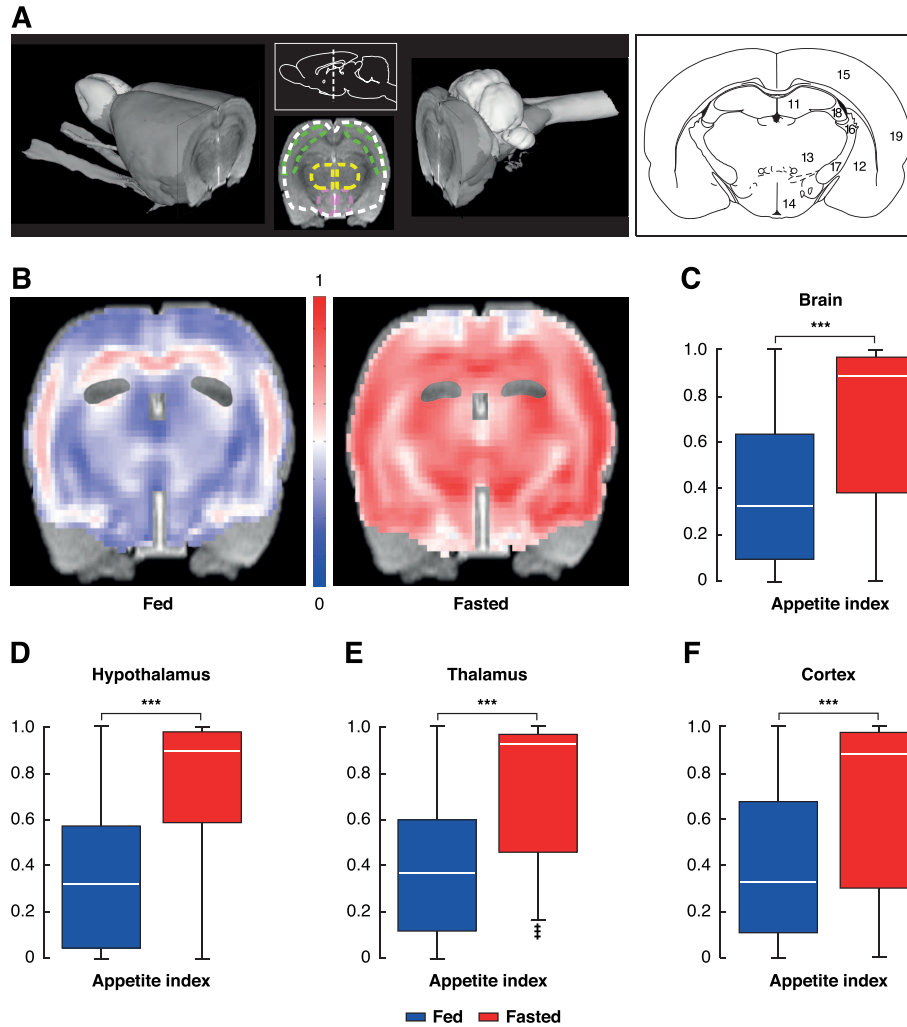 A
15
11
18
16
19
13
17
12
14
B
1
0
Fed
Fasted
C
Brain
***
1.0
0.8
0.6
0.4
0.2
0
Appetite index
D
Hypothalamus
***
1.0
0.8
0.6
0.4
0.2
0
Appetite index
E
Thalamus
***
1.0
0.8
0.6
0.4
0.2
0
‡
‡
Appetite index
F
Cortex
***
1.0
0.8
0.6
0.4
0.2
0
Appetite index
Fed Fasted